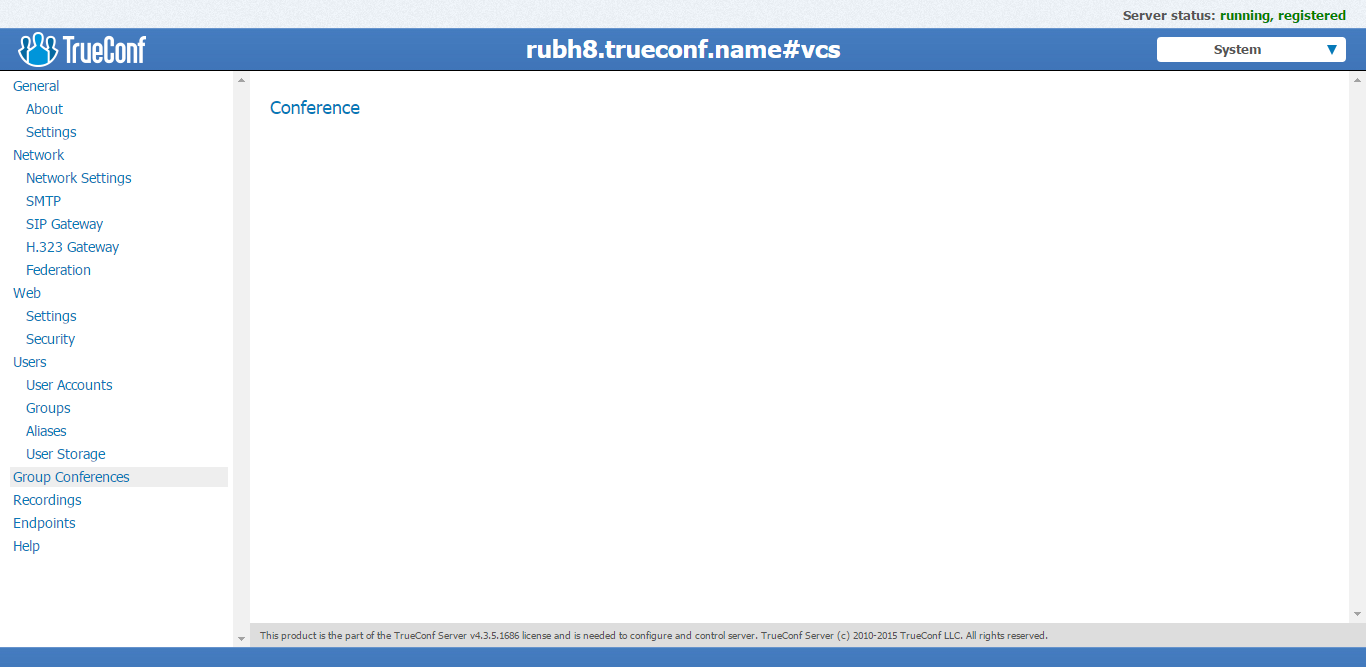 Server status: running, registered
TrueConf
rubh8.trueconf.name#vcs
System
General
About
Settings
Network
Network Settings
SMTP
SIP Gateway
H.323 Gateway
Federation
Web
Settings
Security
Users
User Accounts
Groups
Aliases
User Storage
Group Conferences
Recordings
Endpoints
Help
Conference
This product is the part of the TrueConf Server v4.3.5.1686 license and is needed to configure and control server. TrueConf Server (c) 2010-2015 TrueConf LLC. All rights reserved.